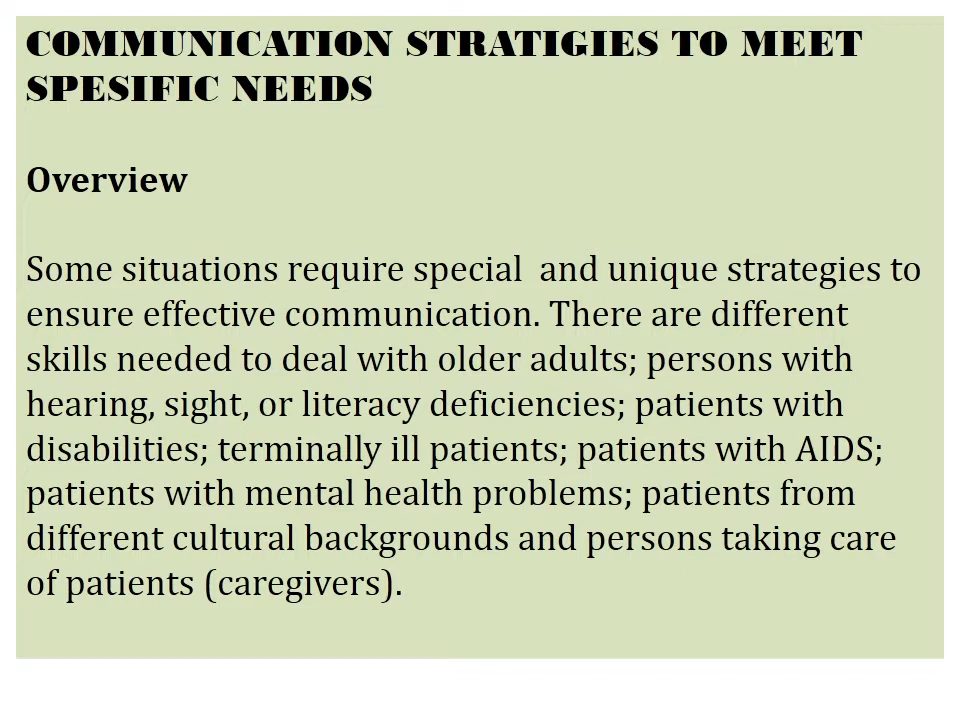 COMMUNICATION STRATIGIES TO MEET
SPESIFIC NEEDS
Overview
Some situations require special  and unique strategies to
ensure effective communication. There are different
skills needed to deal with older adults; persons with
hearing, sight, or literacy deficiencies; patients with
disabilities; terminally ill patients; patients with AIDS;
patients with mental health problems; patients from
different cultural backgrounds and persons taking care
of patients (caregivers).